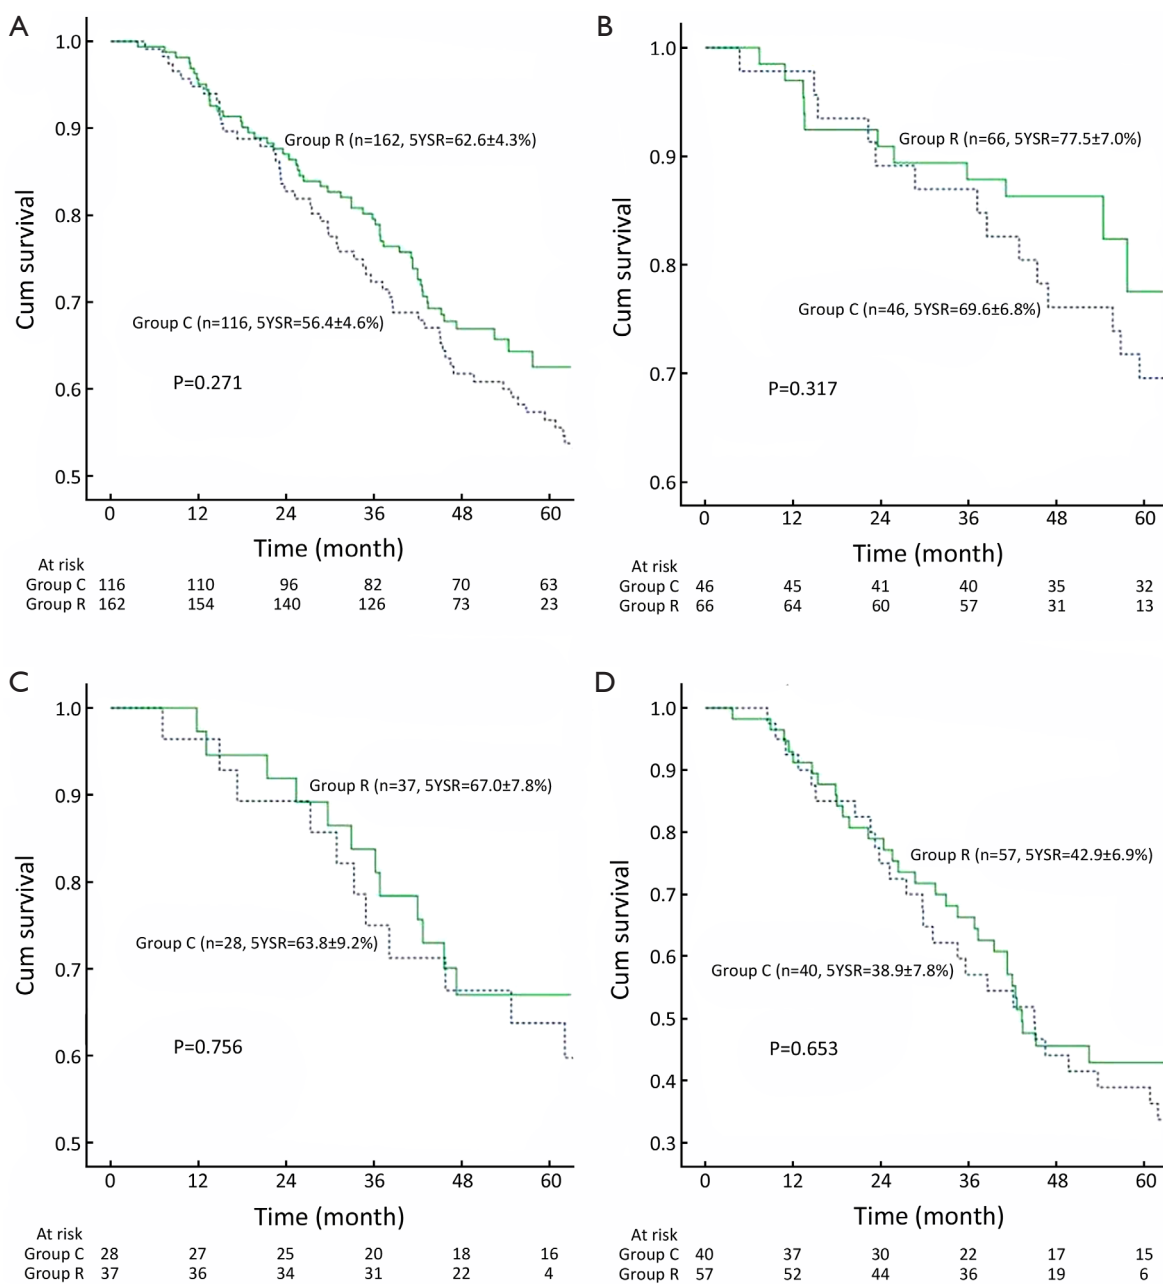 A
Cum survival
1.0
0.9
0.8
0.7
0.6
0.5
Group R (n=162, 5YSR=62.6±4.3%)
Group C (n=116, 5YSR=56.4±4.6%)
P=0.271
0 12 24 36 48 60
Time (month)
At risk
Group C 116 110 96 82 70 63
Group R 162 154 140 126 73 23
B
Cum survival
1.0
0.9
0.8
0.7
0.6
Group R (n=66, 5YSR=77.5±7.0%)
Group C (n=46, 5YSR=69.6±6.8%)
P=0.317
0 12 24 36 48 60
Time (month)
At risk
Group C 46 45 41 40 35 32
Group R 66 64 60 57 31 13
C
Cum survival
1.0
0.9
0.8
0.7
0.6
0.5
Group R (n=37, 5YSR=67.0±7.8%)
Group C (n=28, 5YSR=63.8±9.2%)
P=0.756
0 12 24 36 48 60
Time (month)
At risk
Group C 28 27 25 20 18 16
Group R 37 36 34 31 22 4
D
Cum survival
1.0
0.9
0.8
0.7
0.6
0.5
0.4
0.3
Group R (n=57, 5YSR=42.9±6.9%)
Group C (n=40, 5YSR=38.9±7.8%)
P=0.653
0 12 24 36 48 60
Time (month)
At risk
Group C 40 37 30 22 17 15
Group R 57 52 44 36 19 6